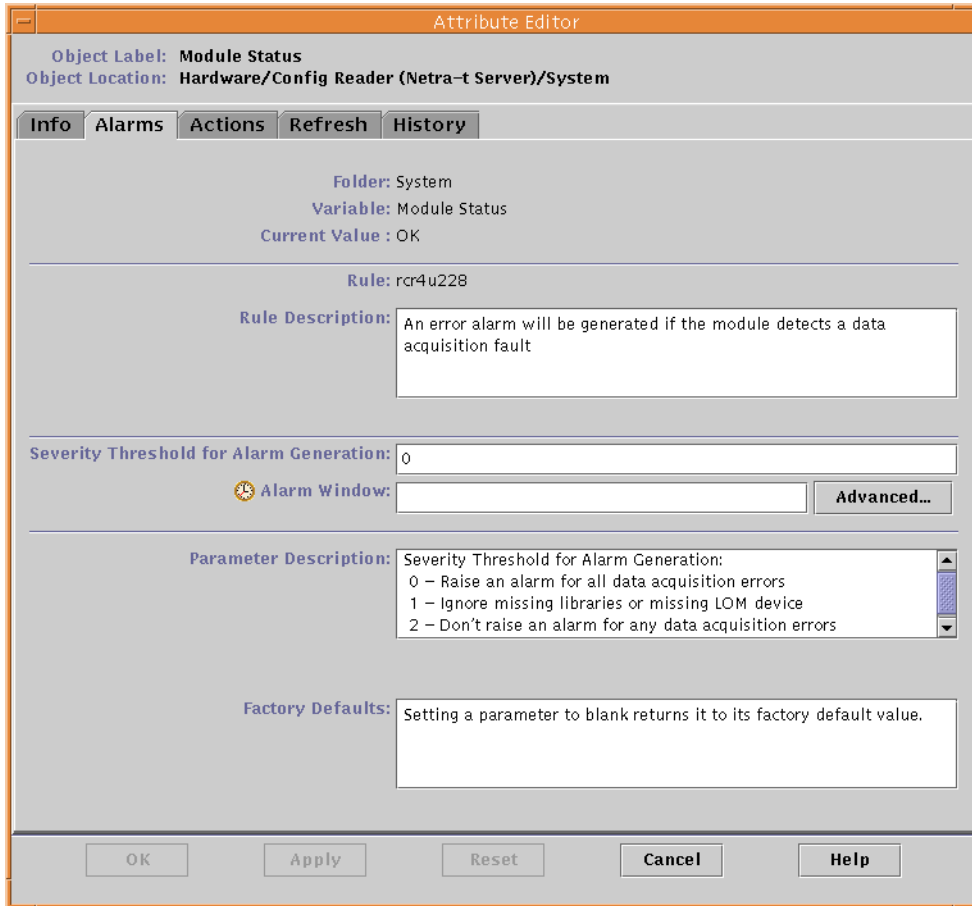 Attribute Editor
Object Label: Module Status
Object Location: Hardware/Config Reader (Netra-t Server)/System
Info Alarms Actions Refresh History
Folder: System
Variable: Module Status
Current Value : OK
Rule: rcr4u228
Rule Description: An error alarm will be generated if the module detects a data
acquisition fault
Severity Threshold for Alarm Generation: 0
Alarm Window:
Advanced...
Parameter Description: Severity Threshold for Alarm Generation:
0 – Raise an alarm for all data acquisition errors
1 – Ignore missing libraries or missing LOM device
2 – Don't raise an alarm for any data acquisition errors
Factory Defaults: Setting a parameter to blank returns it to its factory default value.
OK Apply Reset Cancel Help